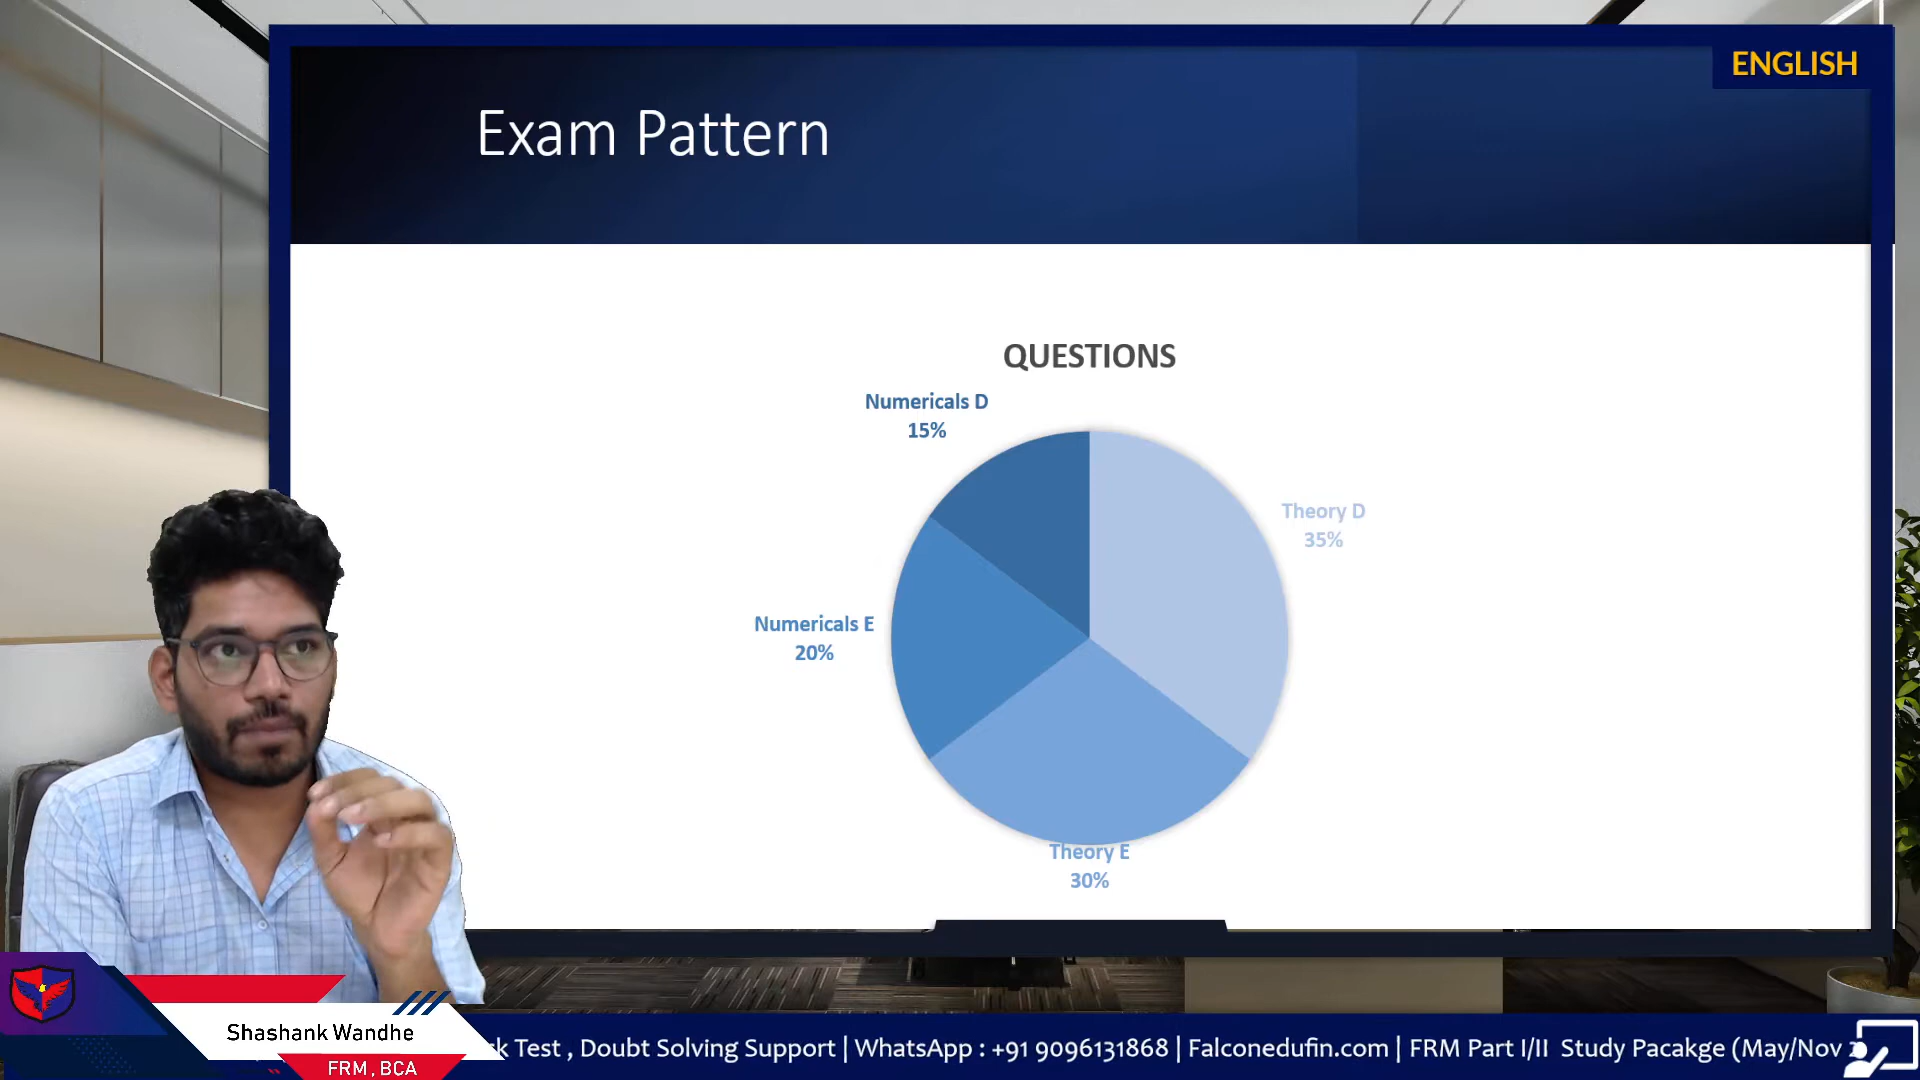 ENGLISH
Exam Pattern
QUESTIONS
Numericals D
15%
Theory D
35%
Numericals E
20%
Theory E
30%
Shashank Wandhe
FRM, BCA
Test , Doubt Solving Support | WhatsApp : +91 9096131868 | Falconedufin.com | FRM Part I/II Study Pacakge (May/Nov